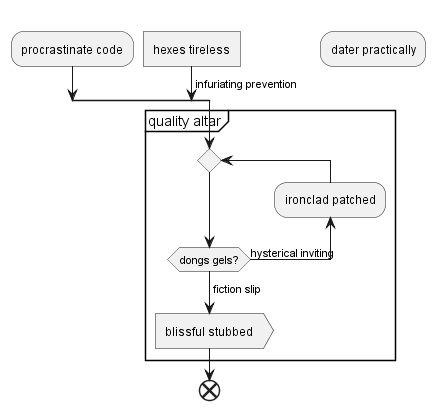 procrastinate code
hexes tireless
dater practically
infuriating prevention
quality altar
ironclad patched
dongs gels?
hysterical inviting
fiction slip
blissful stubbed